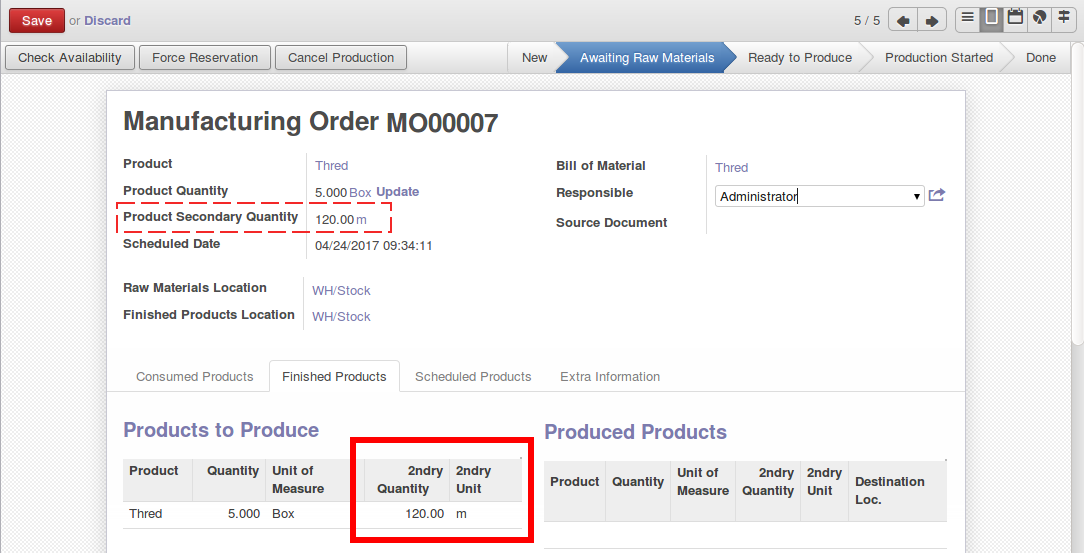 Save or Discard 5 / 5
Check Availability Force Reservation Cancel Production New Awaiting Raw Materials Ready to Produce Production Started Done
Manufacturing Order MO00007
Product Thred
Product Quantity 5.000 Box Update
Product Secondary Quantity 120.00 m
Scheduled Date 04/24/2017 09:34:11
Bill of Material Thred
Responsible Administrator
Source Document
Raw Materials Location WH/Stock
Finished Products Location WH/Stock
Consumed Products Finished Products Scheduled Products Extra Information
Products to Produce
Product Quantity Unit of Measure 2ndry Quantity 2ndry Unit
Thred 5.000 Box 120.00 m
Produced Products
Product Quantity Unit of Measure 2ndry Quantity 2ndry Unit Destination Loc.